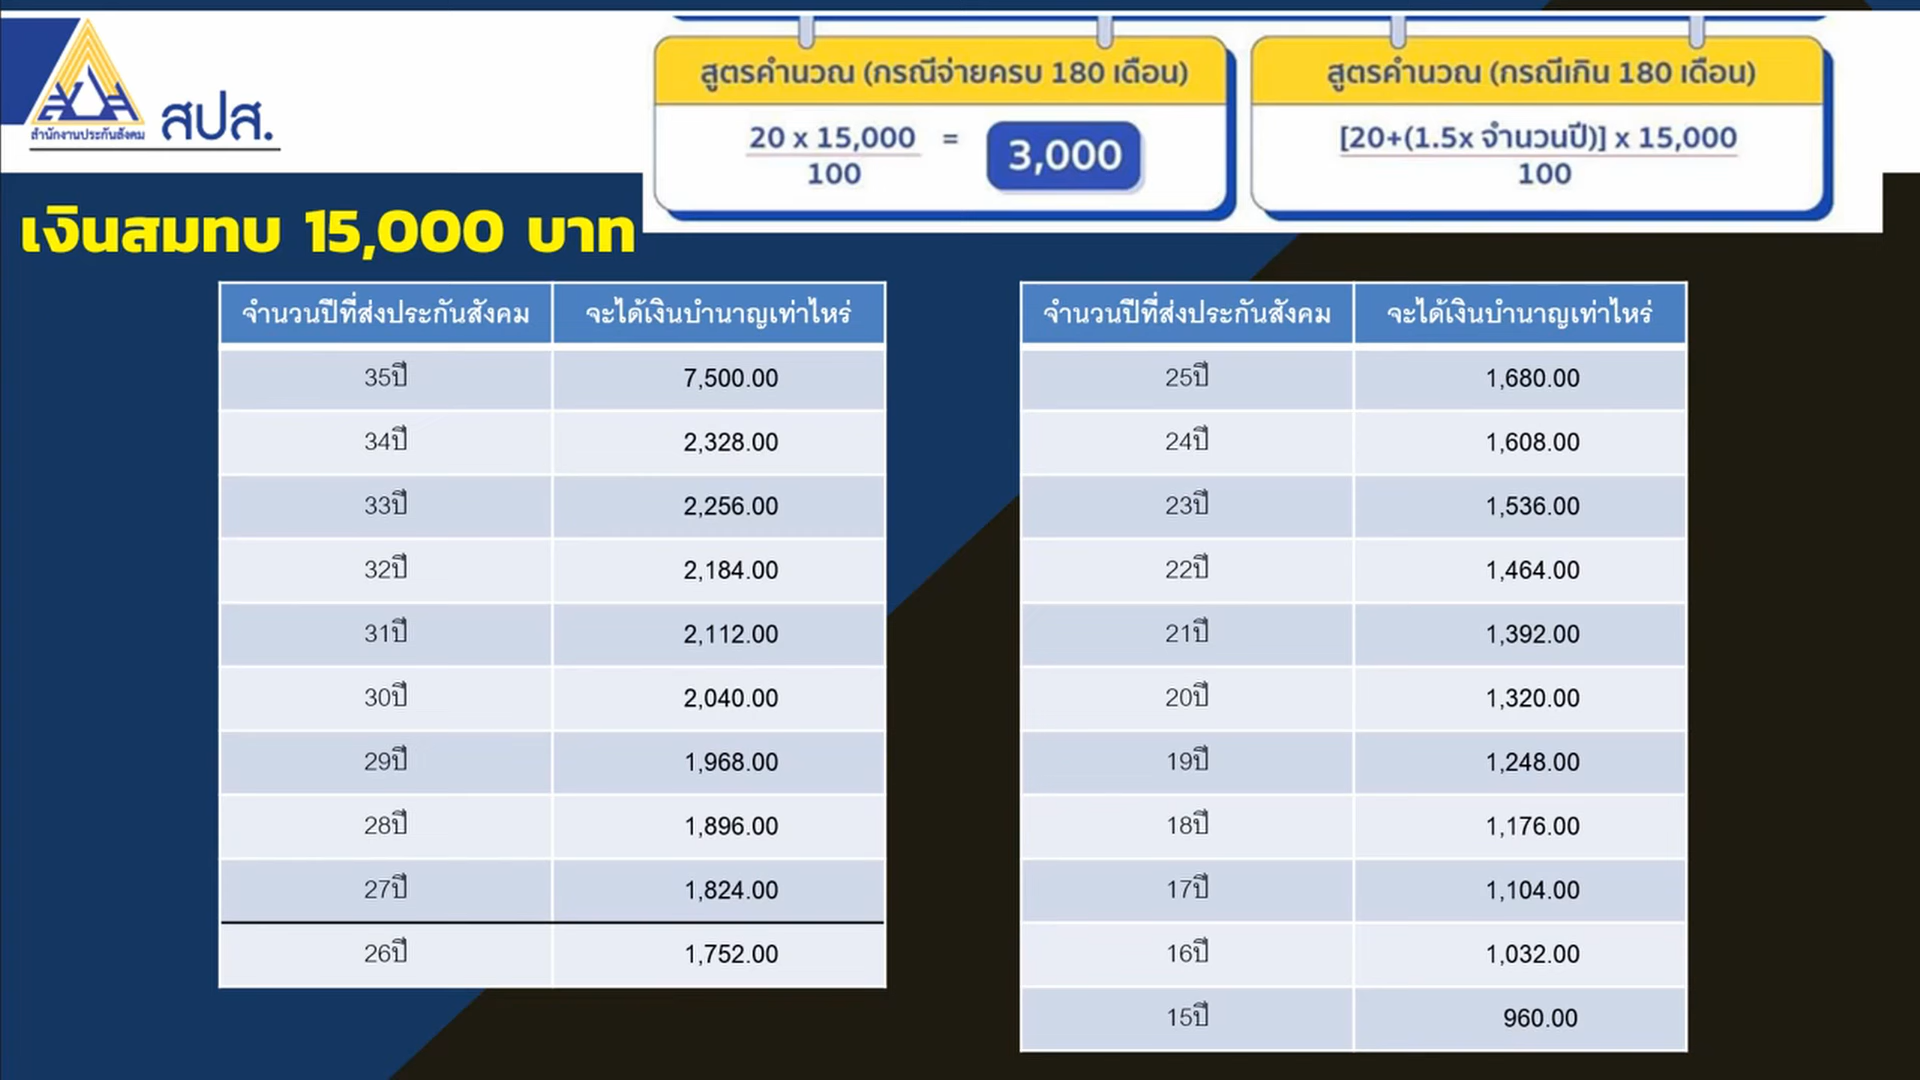 สำนักงานประกันสังคม
สปส.
สูตรคำนวณ (กรณีจ่ายครบ 180 เดือน)
20 x 15,000
100
=
3,000
สูตรคำนวณ (กรณีเกิน 180 เดือน)
[20+(1.5x จำนวนปี)] x 15,000
100
เงินสมทบ 15,000 บาท
จำนวนปีที่ส่งประกันสังคม จะได้เงินบำนาญเท่าไหร่
35ปี 7,500.00
34ปี 2,328.00
33ปี 2,256.00
32ปี 2,184.00
31ปี 2,112.00
30ปี 2,040.00
29ปี 1,968.00
28ปี 1,896.00
27ปี 1,824.00
26ปี 1,752.00
จำนวนปีที่ส่งประกันสังคม จะได้เงินบำนาญเท่าไหร่
25ปี 1,680.00
24ปี 1,608.00
23ปี 1,536.00
22ปี 1,464.00
21ปี 1,392.00
20ปี 1,320.00
19ปี 1,248.00
18ปี 1,176.00
17ปี 1,104.00
16ปี 1,032.00
15ปี 960.00